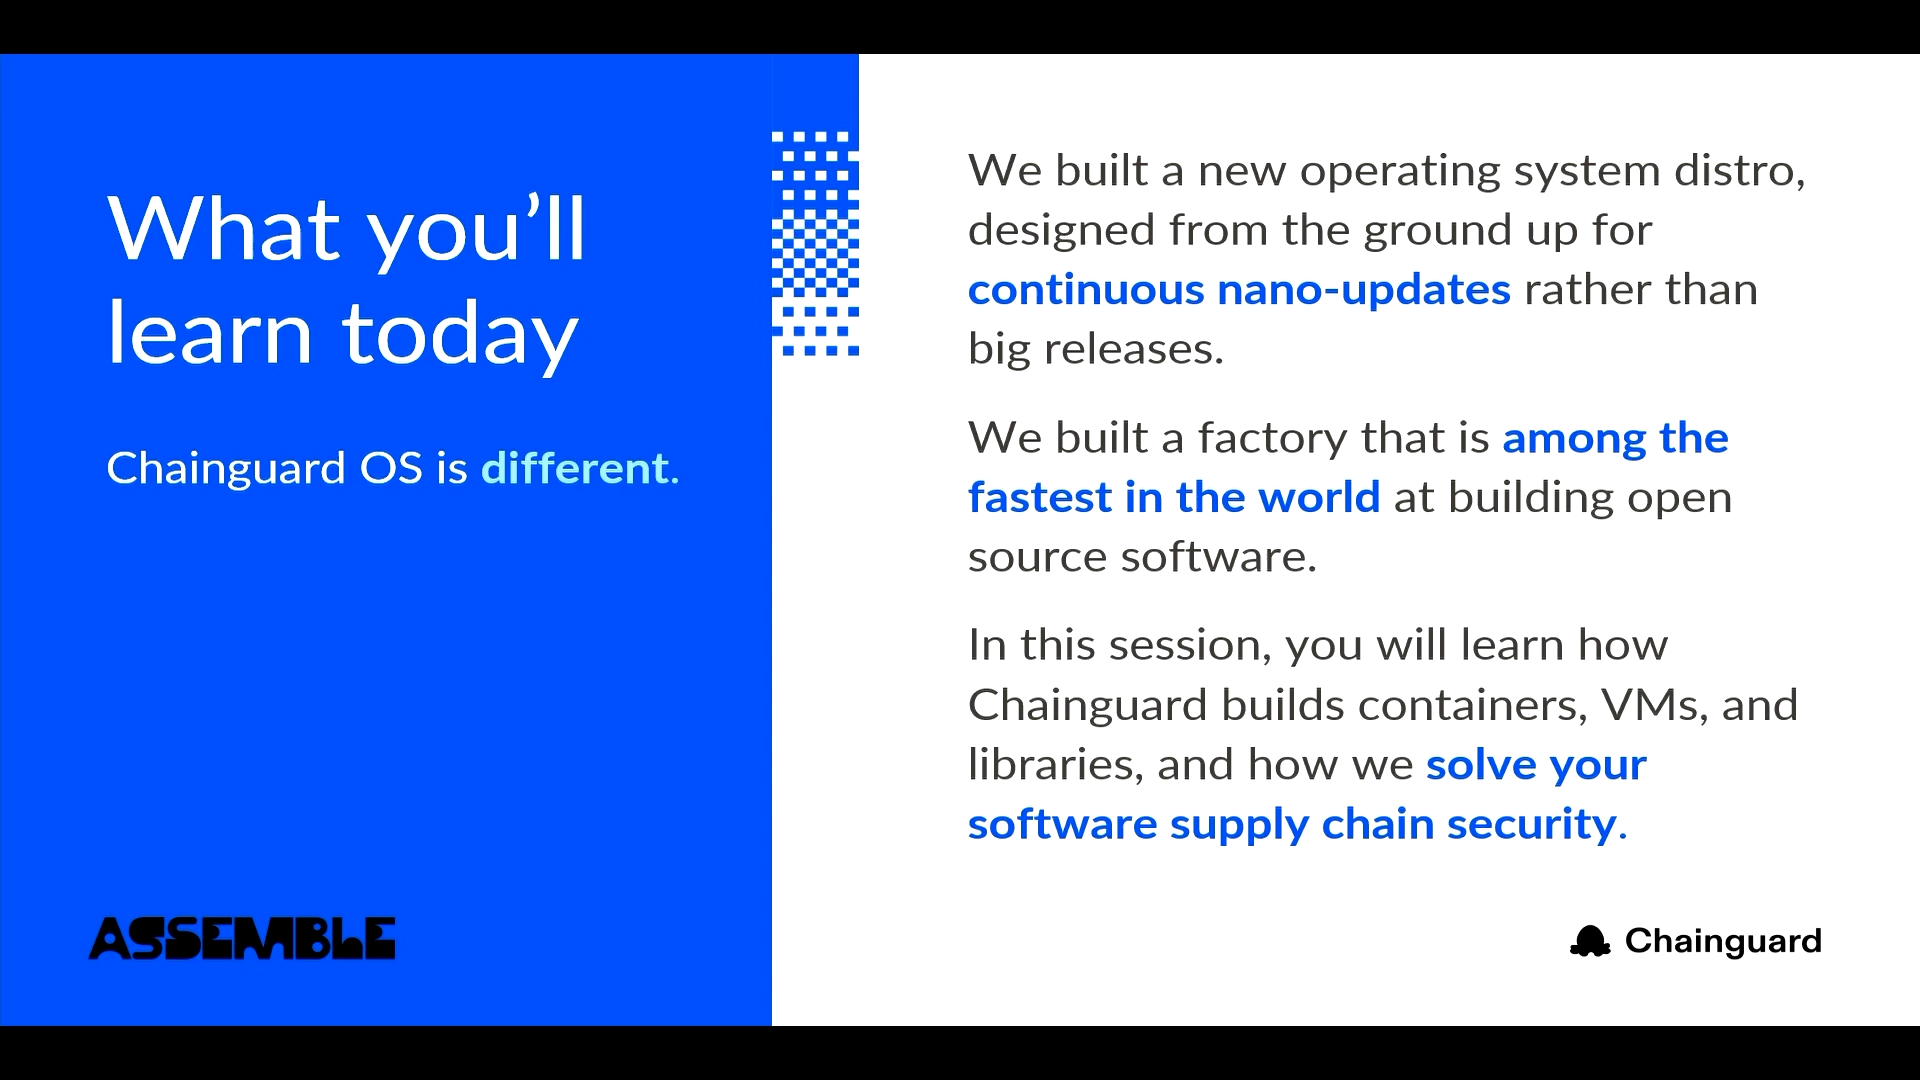 What you’ll
learn today
Chainguard OS is different.
We built a new operating system distro,
designed from the ground up for
continuous nano-updates rather than
big releases.
We built a factory that is among the
fastest in the world at building open
source software.
In this session, you will learn how
Chainguard builds containers, VMs, and
libraries, and how we solve your
software supply chain security.
ASSEMBLE
Chainguard